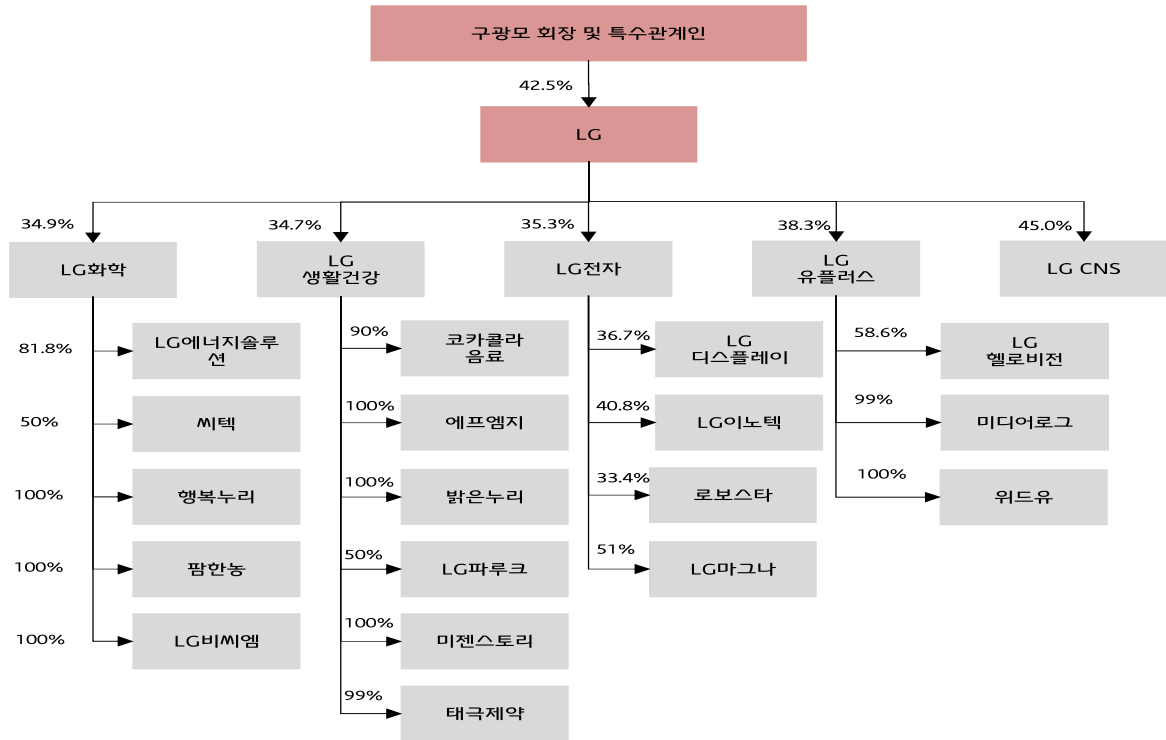 구광모 회장 및 특수관계인
42.5%
LG
34.9%
34.7%
35.3%
38.3%
45.0%
LG화학
LG
생활건강
LG전자
LG
유플러스
LG CNS
81.8%
LG에너지솔루
션
50%
씨텍
100%
행복누리
100%
팜한농
100%
LG비씨엠
90%
코카콜라
음료
100%
에프엠지
100%
밝은누리
50%
LG파루크
100%
미젠스토리
99%
태극제약
36.7%
LG
디스플레이
40.8%
LG이노텍
33.4%
로보스타
51%
LG마그나
58.6%
LG
헬로비전
99%
미디어로그
100%
위드유